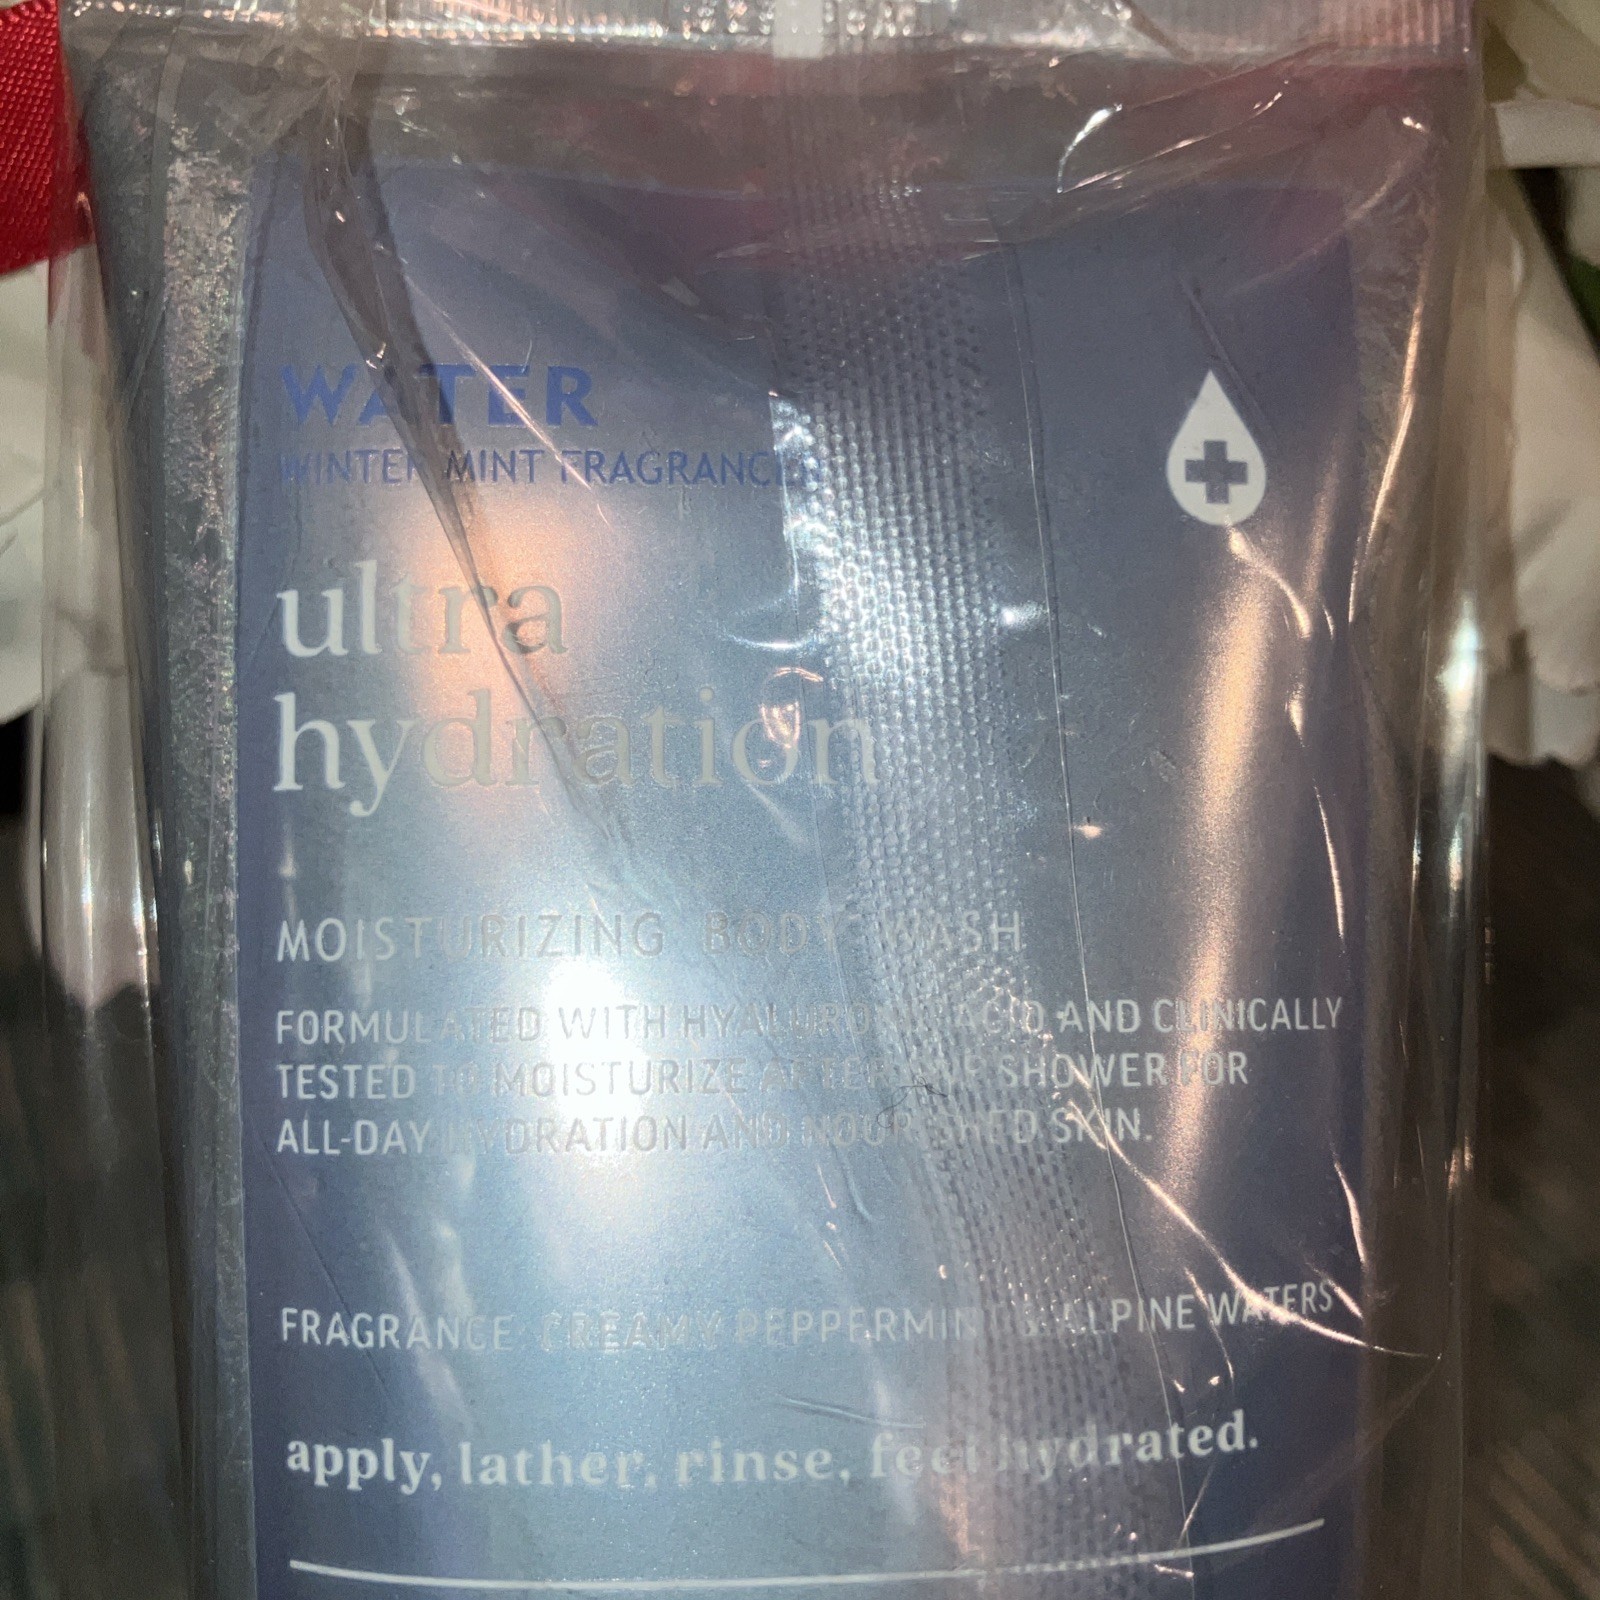 WATER
WINTER MINT FRAGRANCE
ultra
hydration
MOISTURIZING BODY WASH
FORMULATED WITH HYALURONIC ACID AND CLINICALLY
TESTED TO MOISTURIZE AFTER SHOWER FOR
ALL-DAY HYDRATION AND NOURISHED SKIN.
FRAGRANCE CREAMY PEPPERMINT & ALPINE WATERS
apply, lather, rinse, feel hydrated.